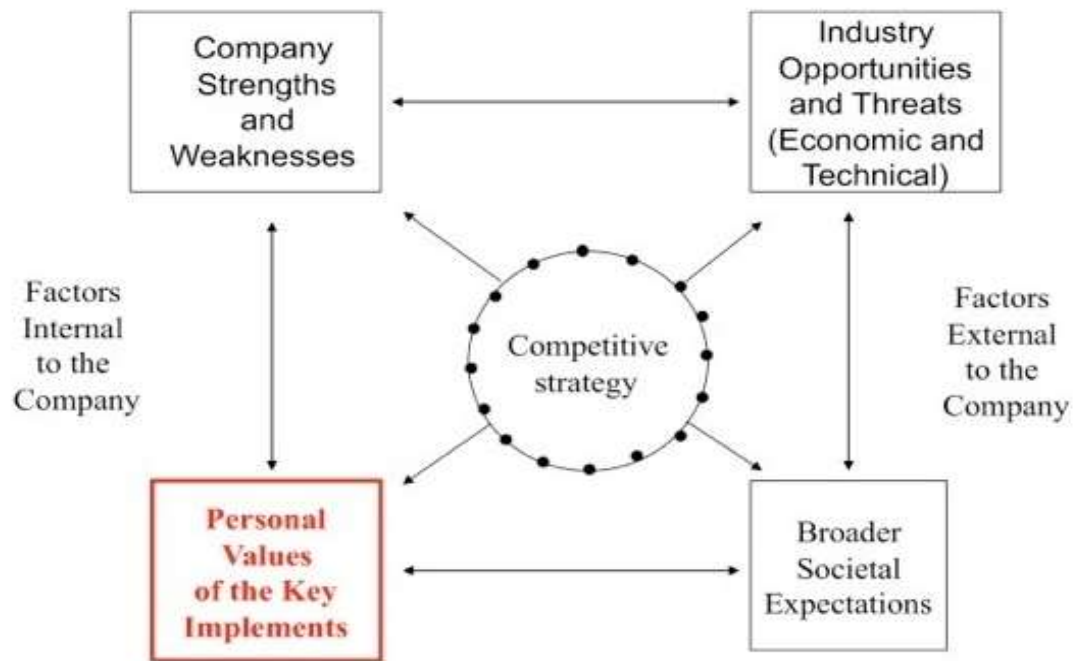 Company
Strengths
and
Weaknesses
Industry
Opportunities
and Threats
(Economic and
Technical)
Factors
Internal
to the
Company
Competitive
strategy
Factors
External
to the
Company
Personal
Values
of the Key
Implements
Broader
Societal
Expectations